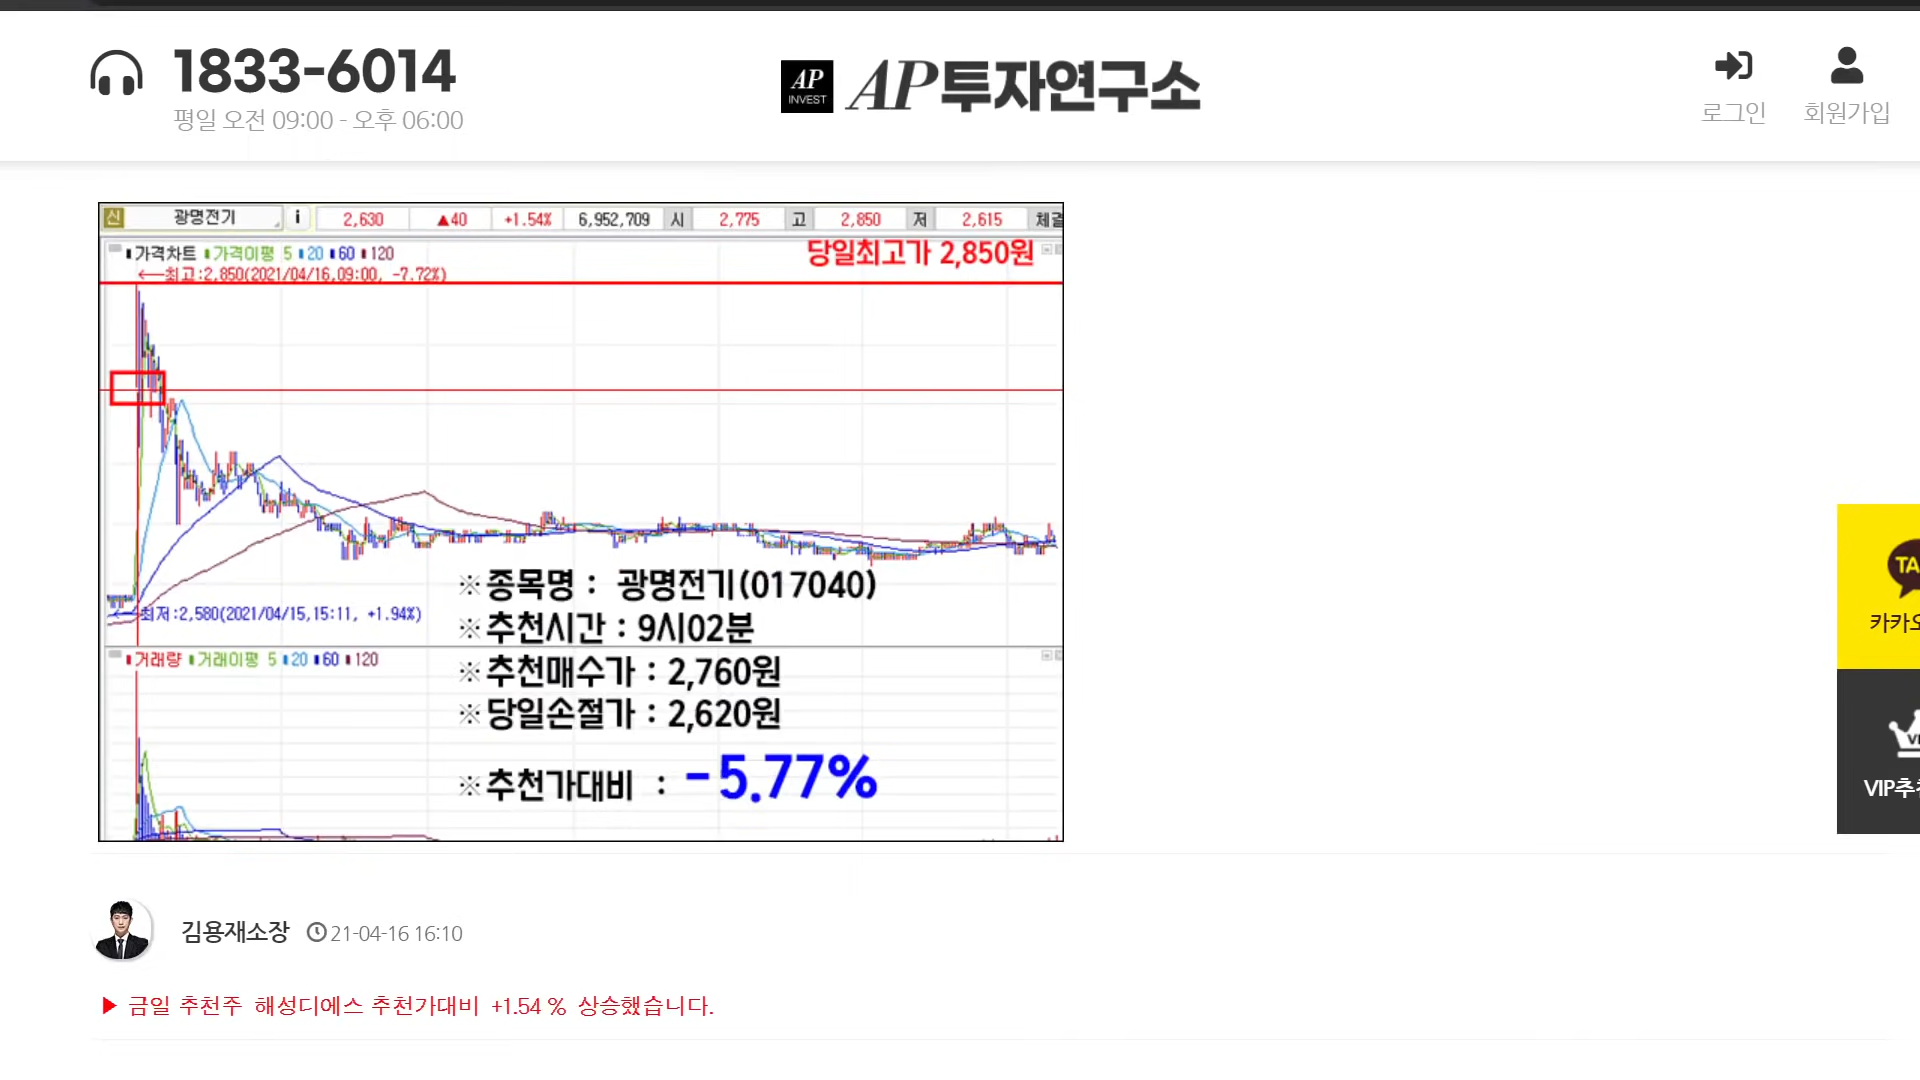 1833-6014
평일 오전 09:00 - 오후 06:00
AP INVEST
AP투자연구소
로그인
회원가입
신 광명전기 i 2,630 ▲40 +1.54% 6,952,709 시 2,775 고 2,850 저 2,615 체결
가격차트 가격이평 5 20 60 120
당일최고가 2,850원
←최고:2,850(2021/04/16,09:00, -7.72%)
※종목명 : 광명전기(017040)
←최저:2,580(2021/04/15,15:11, +1.94%)
※추천시간 : 9시02분
거래량 거래이평 5 20 60 120
※추천매수가 : 2,760원
※당일손절가 : 2,620원
※추천가대비 : -5.77%
TA
카카오
VIP추천
김용재소장 21-04-16 16:10
▶ 금일 추천주 해성디에스 추천가대비 +1.54 % 상승했습니다.